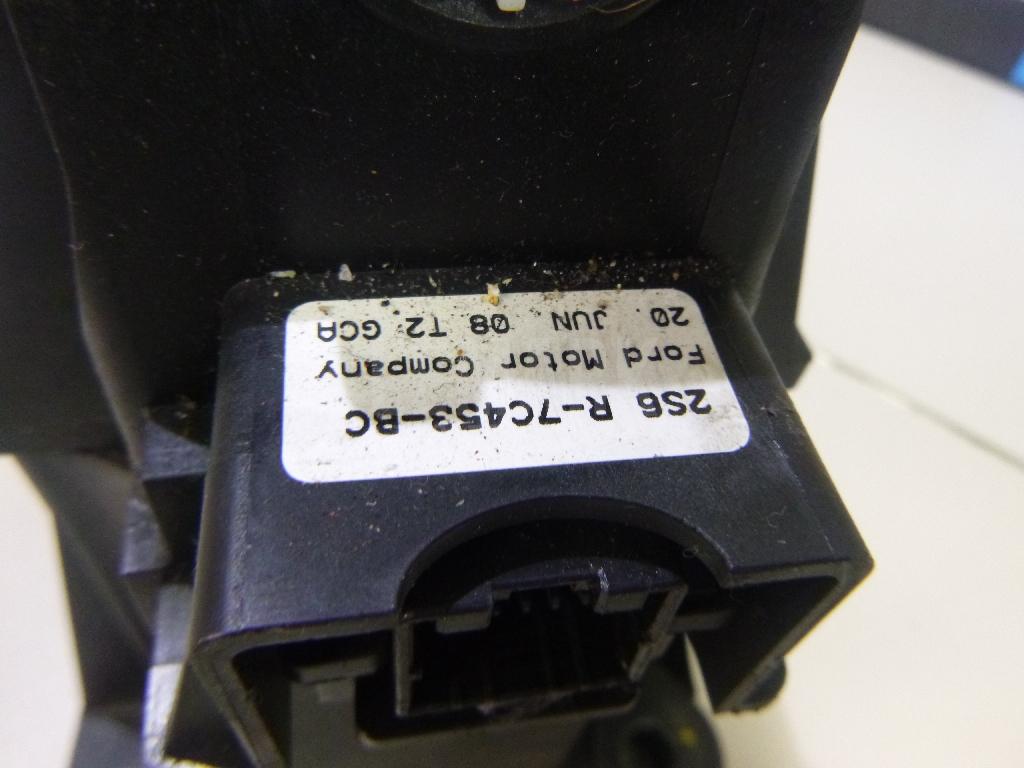 2S6 R-7C453-BC
Ford Motor Company
20 JUN 08 T2 GCA